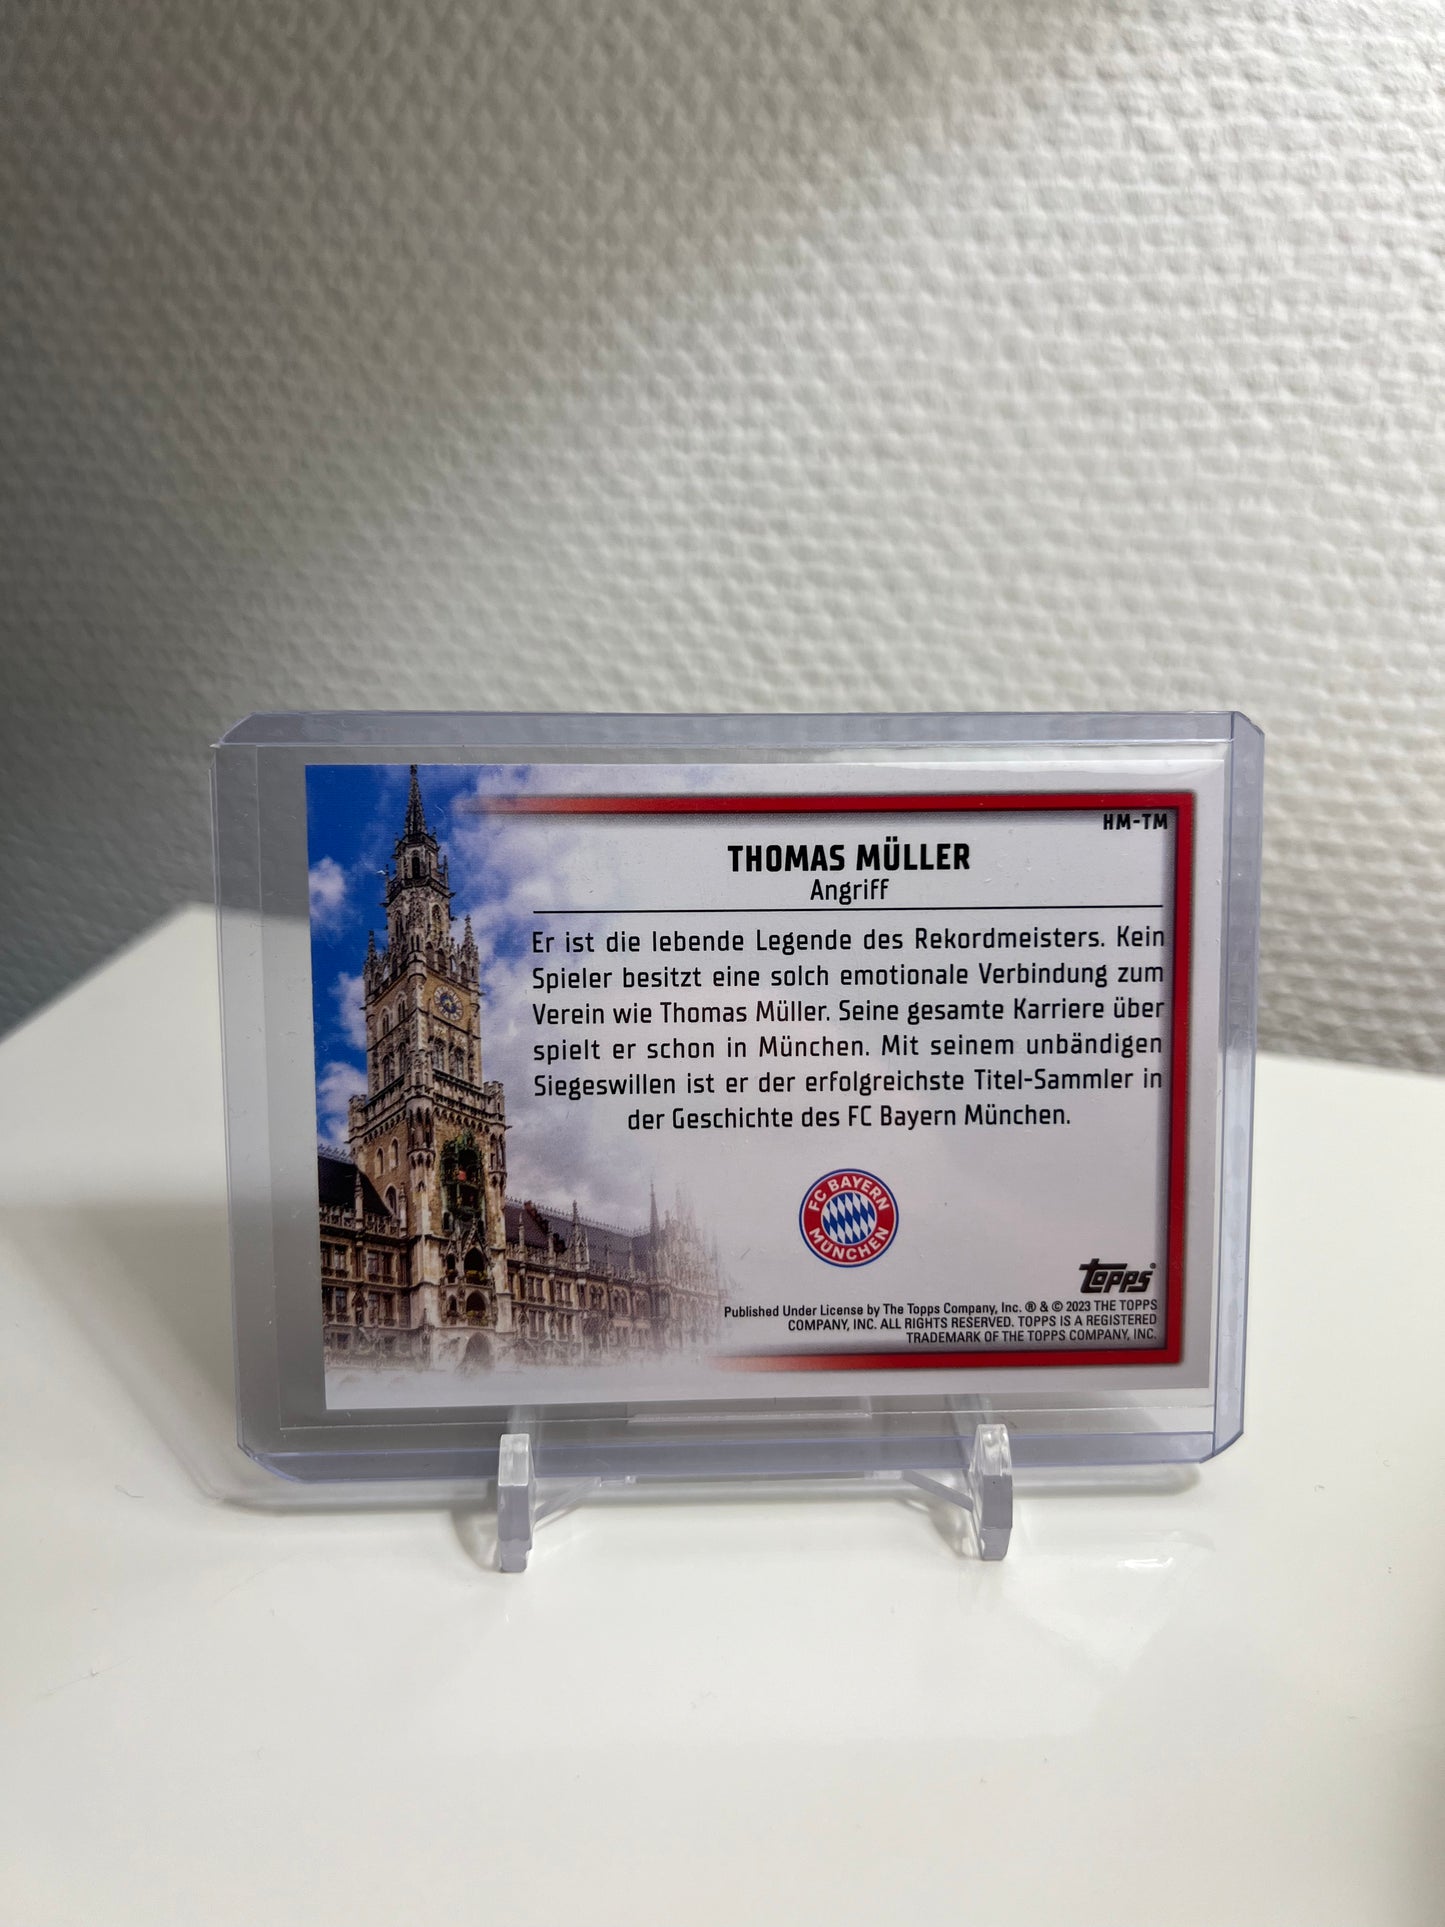 HM-TM
THOMAS MÜLLER
Angriff
Er ist die lebende Legende des Rekordmeisters. Kein
Spieler besitzt eine solch emotionale Verbindung zum
Verein wie Thomas Müller. Seine gesamte Karriere über
spielt er schon in München. Mit seinem unbändigen
Siegeswillen ist er der erfolgreichste Titel-Sammler in
der Geschichte des FC Bayern München.
FC BAYERN
MÜNCHEN
topps®
Published Under License by The Topps Company, Inc. ® & © 2023 THE TOPPS
COMPANY, INC. ALL RIGHTS RESERVED. TOPPS IS A REGISTERED
TRADEMARK OF THE TOPPS COMPANY, INC.